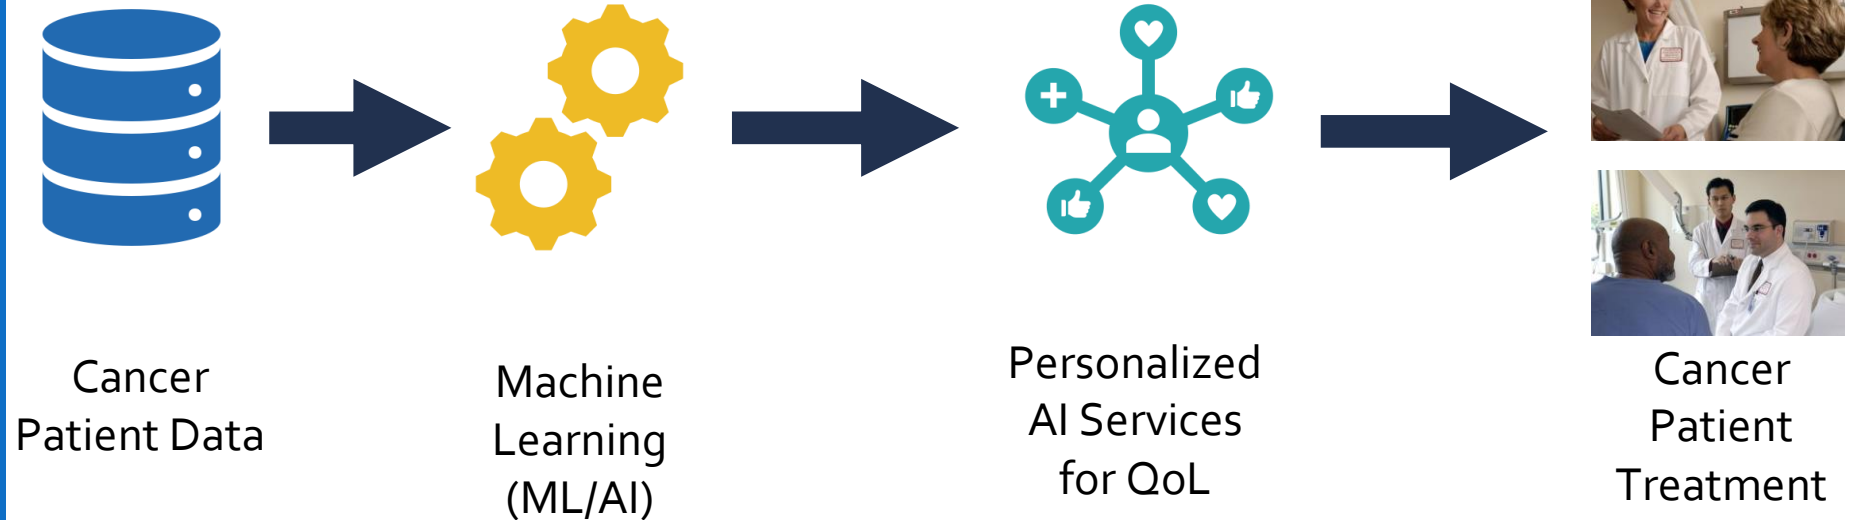 Cancer
Patient Data
Machine
Learning
(ML/AI)
Personalized
AI Services
for QoL
Cancer
Patient
Treatment